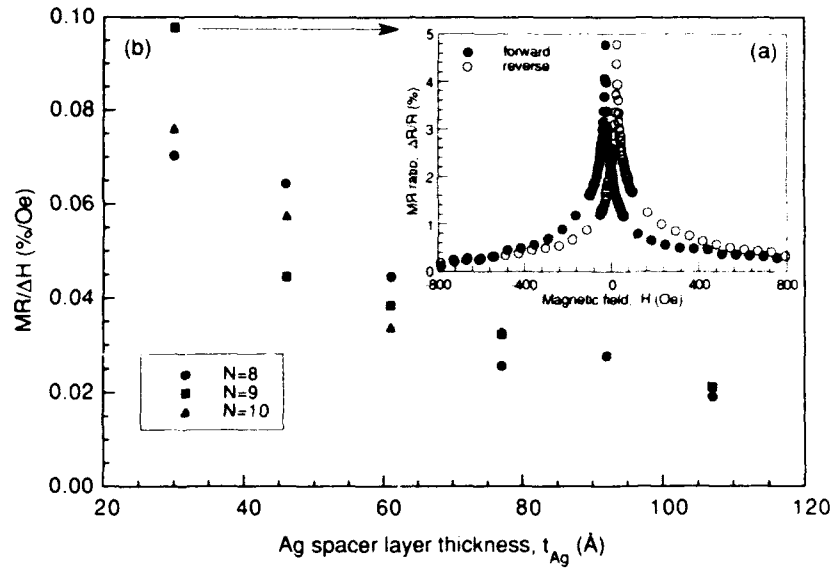 (b)
(a)
forward
reverse
MR ratio, ΔR/R (%)
5
4
3
2
1
0
-800
-400
0
400
800
Magnetic field, H (Oe)
MR/ΔH (%/Oe)
0.10
0.08
0.06
0.04
0.02
0.00
N=8
N=9
N=10
20
40
60
80
100
120
Ag spacer layer thickness, t_Ag (Å)